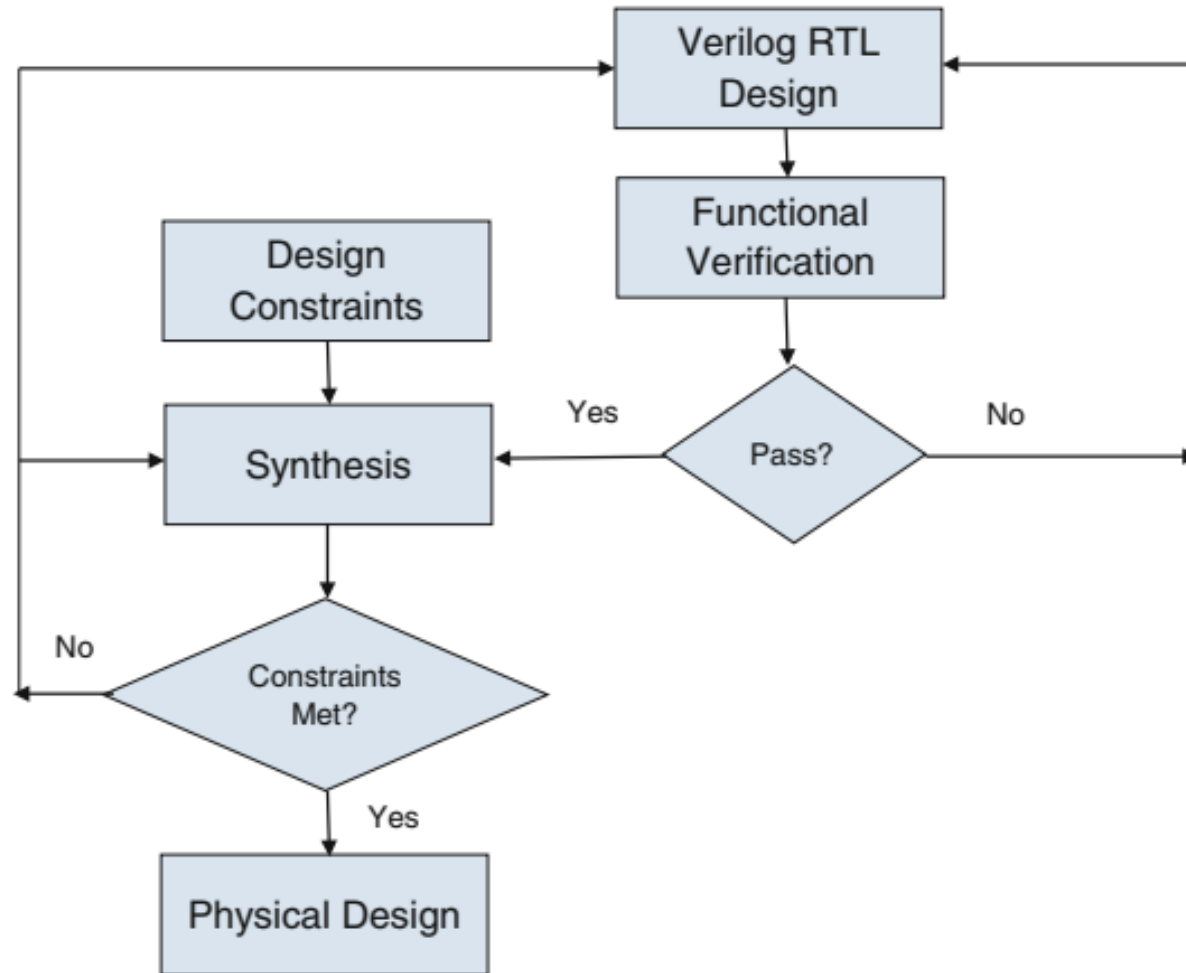 Verilog RTL
Design
Functional
Verification
Design
Constraints
Yes
No
Pass?
Synthesis
No
Constraints
Met?
Yes
Physical Design